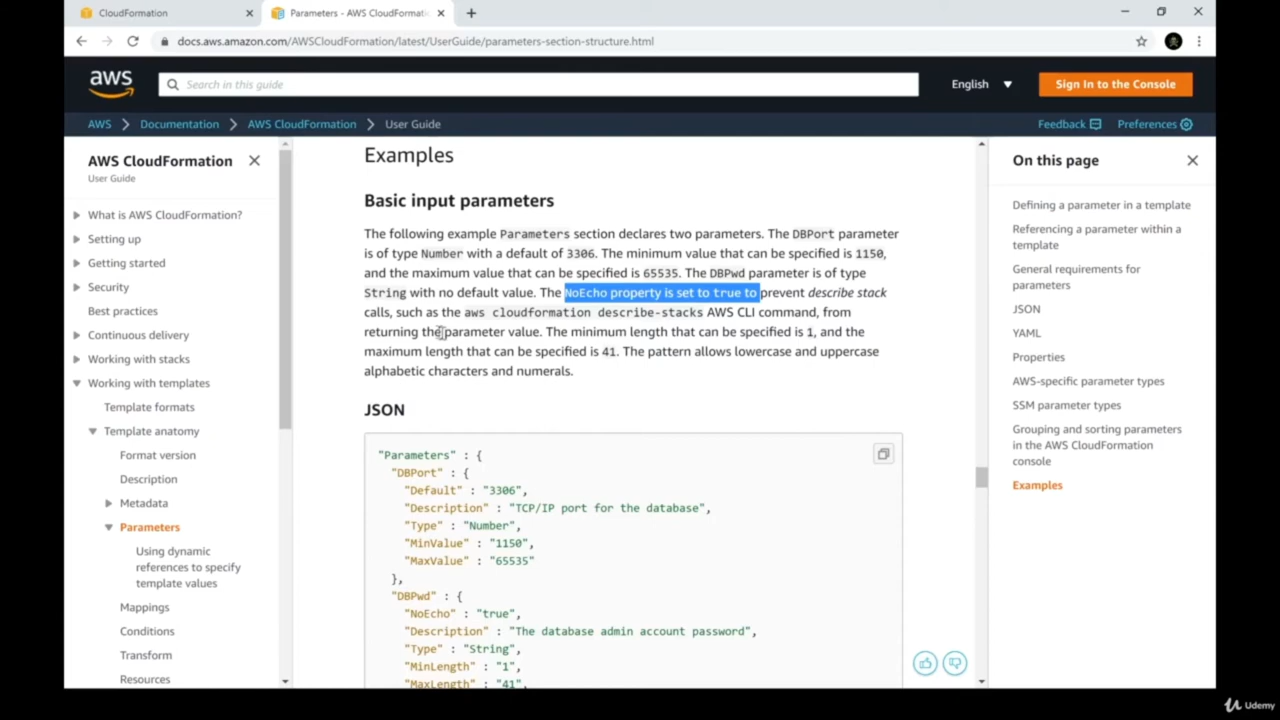 CloudFormation
Parameters - AWS CloudFormati
docs.aws.amazon.com/AWSCloudFormation/latest/UserGuide/parameters-section-structure.html
aws
Search in this guide
English
Sign In to the Console
AWS
Documentation
AWS CloudFormation
User Guide
Feedback
Preferences
AWS CloudFormation
User Guide
What is AWS CloudFormation?
Setting up
Getting started
Security
Best practices
Continuous delivery
Working with stacks
Working with templates
Template formats
Template anatomy
Format version
Description
Metadata
Parameters
Using dynamic
references to specify
template values
Mappings
Conditions
Transform
Resources
Examples
Basic input parameters
The following example Parameters section declares two parameters. The DBPort parameter
is of type Number with a default of 3306. The minimum value that can be specified is 1150,
and the maximum value that can be specified is 65535. The DBPwd parameter is of type
String with no default value. The NoEcho property is set to true to prevent describe stack
calls, such as the aws cloudformation describe-stacks AWS CLI command, from
returning the parameter value. The minimum length that can be specified is 1, and the
maximum length that can be specified is 41. The pattern allows lowercase and uppercase
alphabetic characters and numerals.
JSON
"Parameters" : {
"DBPort" : {
"Default" : "3306",
"Description" : "TCP/IP port for the database",
"Type" : "Number",
"MinValue" : "1150",
"MaxValue" : "65535"
},
"DBPwd" : {
"NoEcho" : "true",
"Description" : "The database admin account password",
"Type" : "String",
"MinLength" : "1",
"MaxLength" : "41",
On this page
Defining a parameter in a template
Referencing a parameter within a
template
General requirements for
parameters
JSON
YAML
Properties
AWS-specific parameter types
SSM parameter types
Grouping and sorting parameters
in the AWS CloudFormation
console
Examples
Udemy